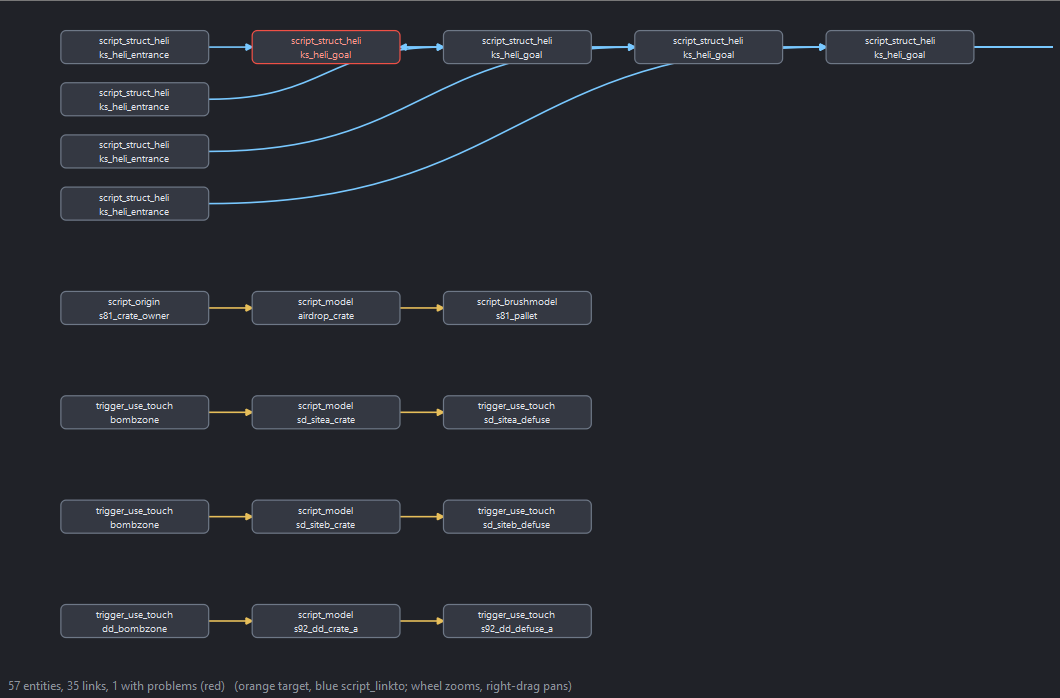 script_struct_heli
ks_heli_entrance
script_struct_heli
ks_heli_goal
script_struct_heli
ks_heli_goal
script_struct_heli
ks_heli_goal
script_struct_heli
ks_heli_goal
script_struct_heli
ks_heli_entrance
script_struct_heli
ks_heli_entrance
script_struct_heli
ks_heli_entrance
script_origin
s81_crate_owner
script_model
airdrop_crate
script_brushmodel
s81_pallet
trigger_use_touch
bombzone
script_model
sd_sitea_crate
trigger_use_touch
sd_sitea_defuse
trigger_use_touch
bombzone
script_model
sd_siteb_crate
trigger_use_touch
sd_siteb_defuse
trigger_use_touch
dd_bombzone
script_model
s92_dd_crate_a
trigger_use_touch
s92_dd_defuse_a
57 entities, 35 links, 1 with problems (red) (orange target, blue script_linkto; wheel zooms, right-drag pans)